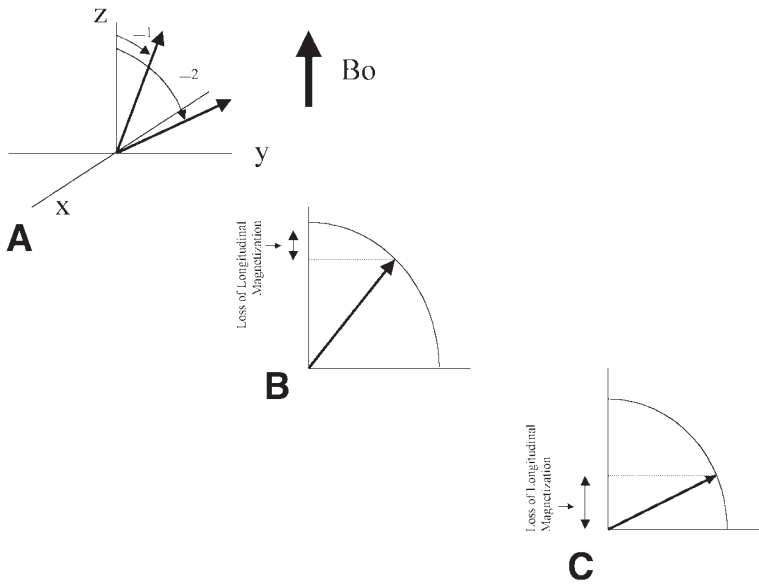 Z
–1
–2
Bo
y
x
A
Loss of Longitudinal
Magnetization
B
Loss of Longitudinal
Magnetization
C